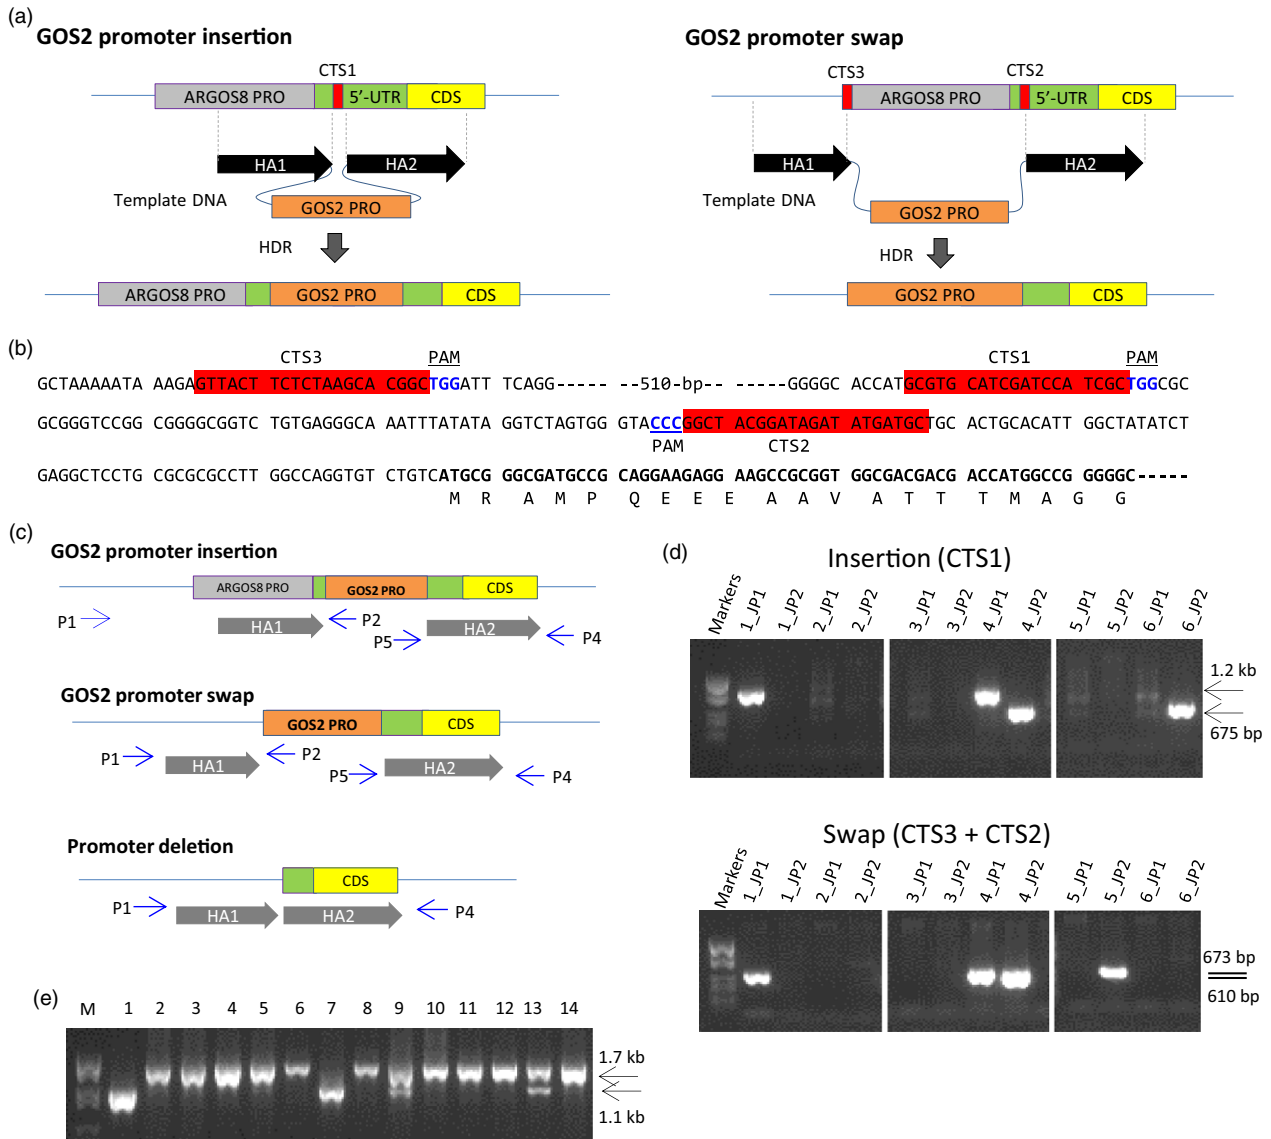 (a)
GOS2 promoter insertion
GOS2 promoter swap
CTS1
ARGOS8 PRO
5′-UTR
CDS
HA1
HA2
Template DNA
GOS2 PRO
HDR
ARGOS8 PRO
GOS2 PRO
CDS
CTS3
CTS2
ARGOS8 PRO
5′-UTR
CDS
HA1
HA2
Template DNA
GOS2 PRO
HDR
GOS2 PRO
CDS
(b)
CTS3 PAM CTS1 PAM
GCTAAAAATA AAGAGTTACT TCTCTAAGCA CGGCTGGATT TCAGG------ --510-bp-- -----GGGGC ACCATGCGTG CATCGATCCA TCGCTGGCGC
GCGGGTCCGG CGGGGCGGTC TGTGAGGGCA AATTTATATA GGTCTAGTGG GTACCCGGCT ACGGATAGAT ATGATGCTGC ACTGCACATT GGCTATATCT
PAM CTS2
GAGGCTCCTG CGCGCGCCTT GGCCAGGTGT CTGTCATGCG GGCGATGCCG CAGGAAGAGG AAGCCGCGGT GGCGACGACG ACCATGGCCG GGGGC-----
M R A M P Q E E E A A V A T T T M A G G
(c)
GOS2 promoter insertion
ARGOS8 PRO
GOS2 PRO
CDS
P1
HA1
P2
P5
HA2
P4
GOS2 promoter swap
GOS2 PRO
CDS
P1
HA1
P2
P5
HA2
P4
Promoter deletion
CDS
P1
HA1
HA2
P4
(d)
Insertion (CTS1)
Markers
1_JP1
1_JP2
2_JP1
2_JP2
3_JP1
3_JP2
4_JP1
4_JP2
5_JP1
5_JP2
6_JP1
6_JP2
1.2 kb
675 bp
Swap (CTS3 + CTS2)
Markers
1_JP1
1_JP2
2_JP1
2_JP2
3_JP1
3_JP2
4_JP1
4_JP2
5_JP1
5_JP2
6_JP1
6_JP2
673 bp
610 bp
(e)
M 1 2 3 4 5 6 7 8 9 10 11 12 13 14
1.7 kb
1.1 kb